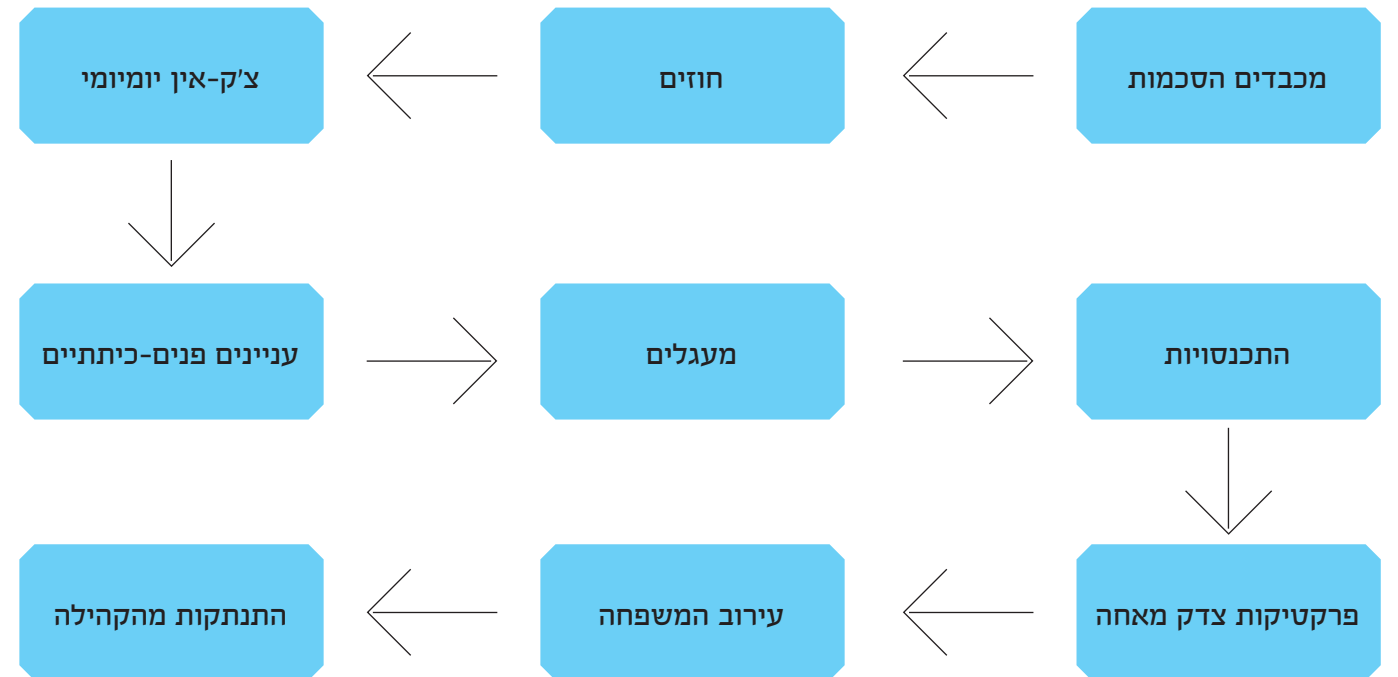 מכבדים הסכמות
חוזים
צ'ק-אין יומיומי
עניינים פנים-כיתתיים
מעגלים
התכנסויות
פרקטיקות צדק מאחה
עירוב המשפחה
התנתקות מהקהילה